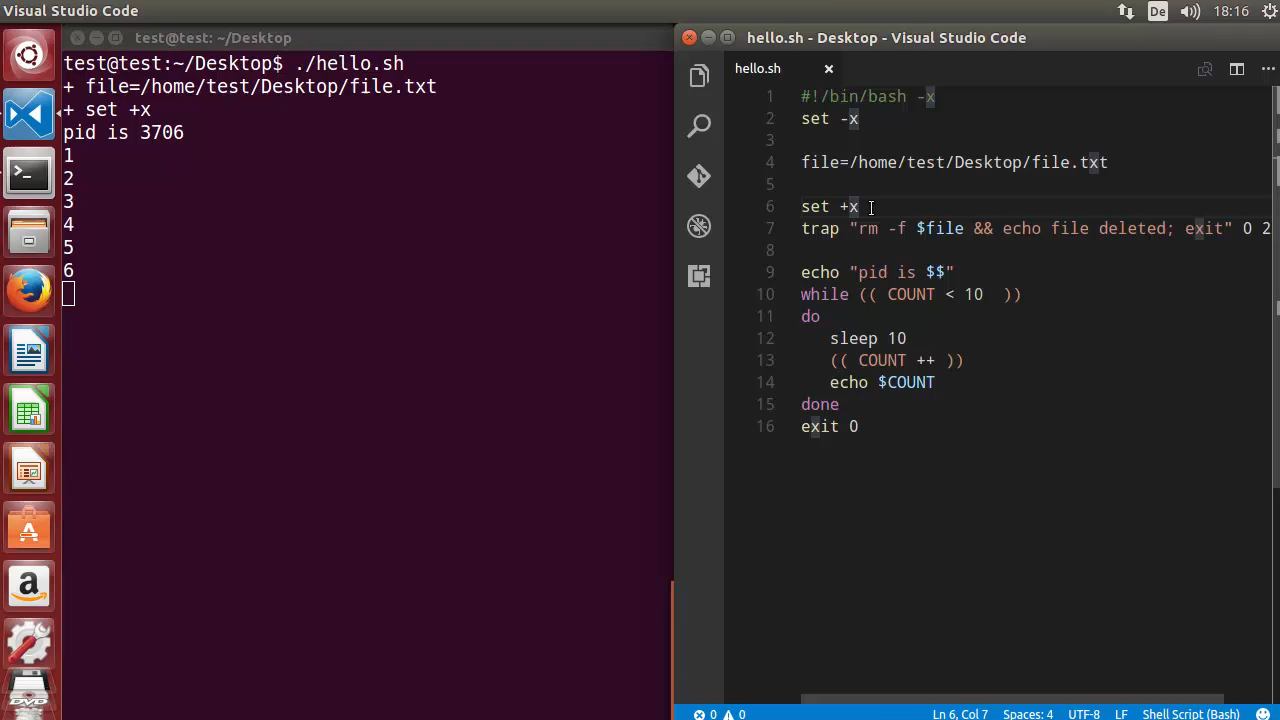 Visual Studio Code
De
18:16
test@test: ~/Desktop
test@test:~/Desktop$ ./hello.sh
+ file=/home/test/Desktop/file.txt
+ set +x
pid is 3706
1
2
3
4
5
6
hello.sh - Desktop - Visual Studio Code
hello.sh
1 #!/bin/bash -x
2 set -x
3
4 file=/home/test/Desktop/file.txt
5
6 set +x
7 trap "rm -f $file && echo file deleted; exit" 0 2
8
9 echo "pid is $$"
10 while (( COUNT < 10  ))
11 do
12    sleep 10
13    (( COUNT ++ ))
14    echo $COUNT
15 done
16 exit 0
0 0 Ln 6, Col 7 Spaces: 4 UTF-8 LF Shell Script (Bash)